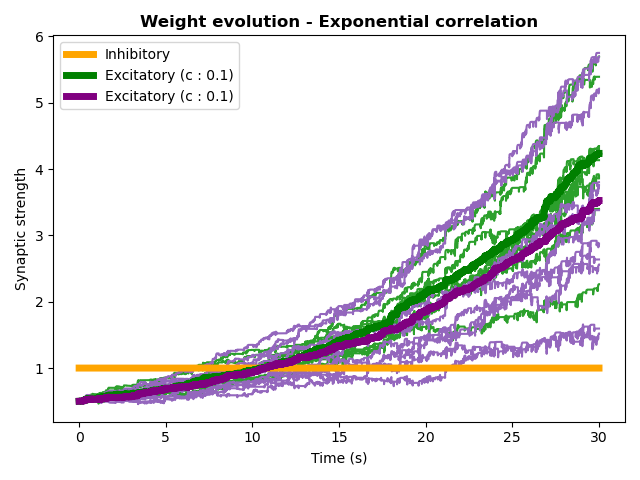 Weight evolution - Exponential correlation
Inhibitory
Excitatory (c : 0.1)
Excitatory (c : 0.1)
Synaptic strength
6
5
4
3
2
1
0 5 10 15 20 25 30
Time (s)